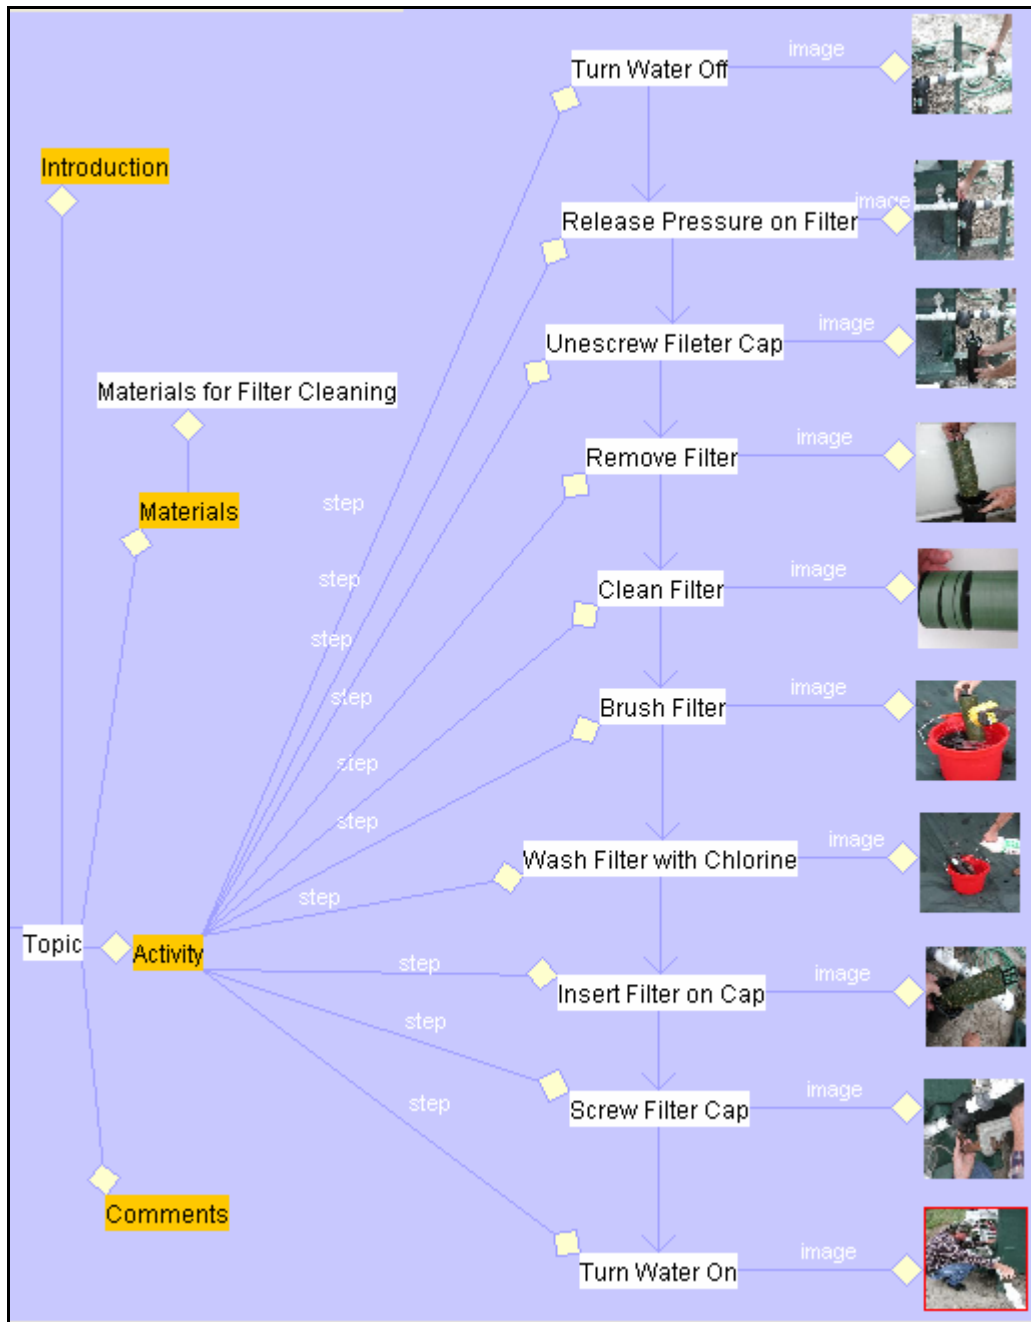 Turn Water Off
image
Introduction
Release Pressure on Filter
image
Unescrew Fileter Cap
image
Materials for Filter Cleaning
Remove Filter
image
Materials
step
Clean Filter
image
step
step
Brush Filter
image
step
step
step
Wash Filter with Chlorine
image
step
Topic
Activity
step
Insert Filter on Cap
image
step
Screw Filter Cap
image
step
Comments
Turn Water On
image